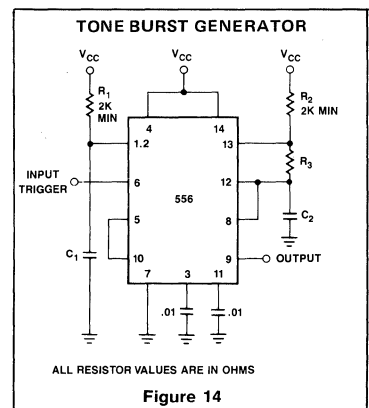 TONE BURST GENERATOR
VCC VCC VCC
R1
2K
MIN
R2
2K MIN
4 14
1.2 13
R3
INPUT
TRIGGER
6 12
556
5 8
C2
C1
10 9 OUTPUT
7 3 11
.01 .01
ALL RESISTOR VALUES ARE IN OHMS
Figure 14